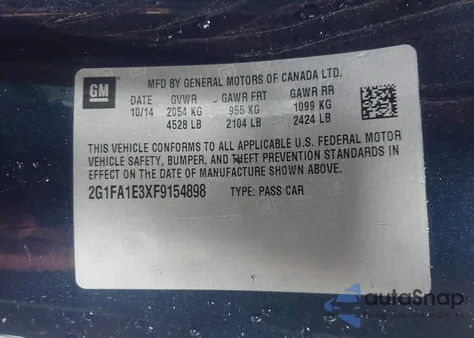 GM
MFD BY GENERAL MOTORS OF CANADA LTD.
DATE GVWR GAWR FRT GAWR RR
10/14 2054 KG 955 KG 1099 KG
4528 LB 2104 LB 2424 LB
THIS VEHICLE CONFORMS TO ALL APPLICABLE U.S. FEDERAL MOTOR
VEHICLE SAFETY, BUMPER, AND THEFT PREVENTION STANDARDS IN
EFFECT ON THE DATE OF MANUFACTURE SHOWN ABOVE.
2G1FA1E3XF9154898 TYPE: PASS CAR
autoSnap